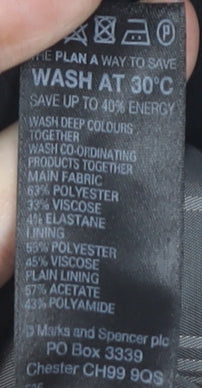 THE PLAN A WAY TO SAVE
WASH AT 30°C
SAVE UP TO 40% ENERGY
WASH DEEP COLOURS
TOGETHER
WASH CO-ORDINATING
PRODUCTS TOGETHER
MAIN FABRIC
63% POLYESTER
33% VISCOSE
4% ELASTANE
LINING
55% POLYESTER
45% VISCOSE
PLAIN LINING
57% ACETATE
43% POLYAMIDE
© Marks and Spencer plc
PO Box 3339
Chester CH99 9QS